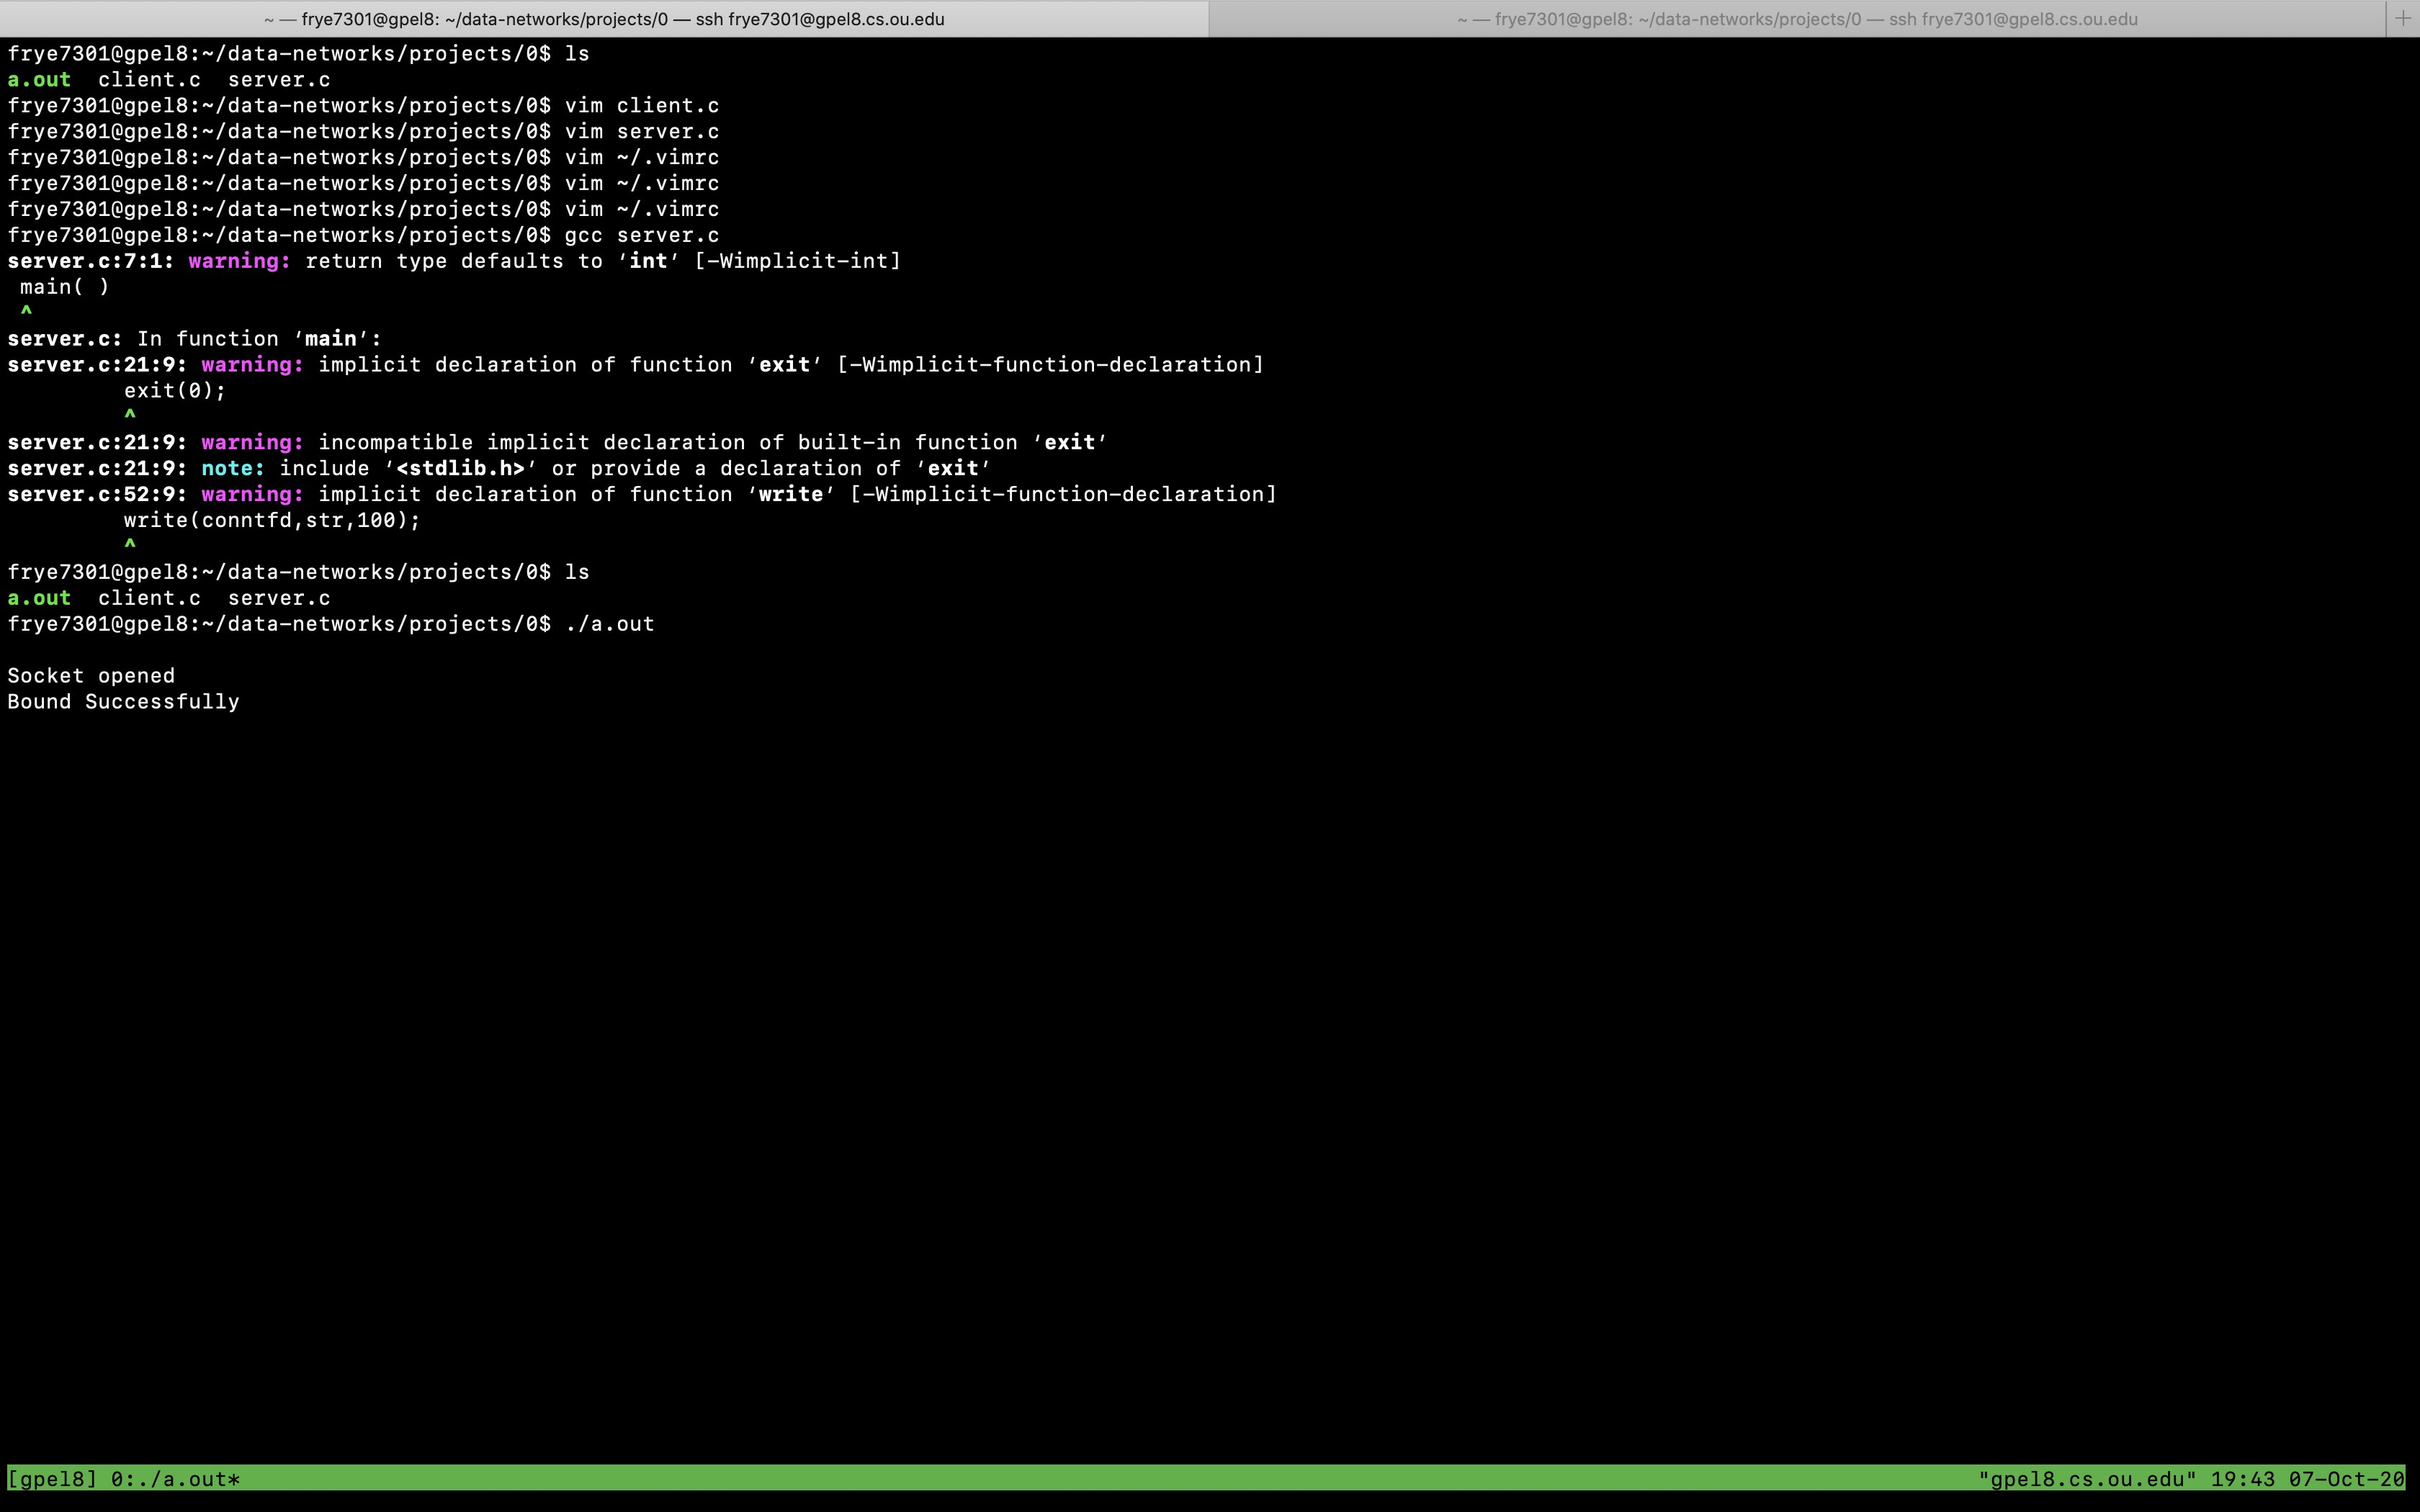 ~ — frye7301@gpel8: ~/data-networks/projects/0 — ssh frye7301@gpel8.cs.ou.edu
~ — frye7301@gpel8: ~/data-networks/projects/0 — ssh frye7301@gpel8.cs.ou.edu
+
frye7301@gpel8:~/data-networks/projects/0$ ls
a.out  client.c  server.c
frye7301@gpel8:~/data-networks/projects/0$ vim client.c
frye7301@gpel8:~/data-networks/projects/0$ vim server.c
frye7301@gpel8:~/data-networks/projects/0$ vim ~/.vimrc
frye7301@gpel8:~/data-networks/projects/0$ vim ~/.vimrc
frye7301@gpel8:~/data-networks/projects/0$ vim ~/.vimrc
frye7301@gpel8:~/data-networks/projects/0$ gcc server.c
server.c:7:1: warning: return type defaults to ‘int’ [-Wimplicit-int]
 main( )
 ^
server.c: In function ‘main’:
server.c:21:9: warning: implicit declaration of function ‘exit’ [-Wimplicit-function-declaration]
         exit(0);
         ^
server.c:21:9: warning: incompatible implicit declaration of built-in function ‘exit’
server.c:21:9: note: include ‘<stdlib.h>’ or provide a declaration of ‘exit’
server.c:52:9: warning: implicit declaration of function ‘write’ [-Wimplicit-function-declaration]
         write(conntfd,str,100);
         ^
frye7301@gpel8:~/data-networks/projects/0$ ls
a.out  client.c  server.c
frye7301@gpel8:~/data-networks/projects/0$ ./a.out
Socket opened
Bound Successfully
[gpel8] 0:./a.out*
"gpel8.cs.ou.edu" 19:43 07-Oct-20